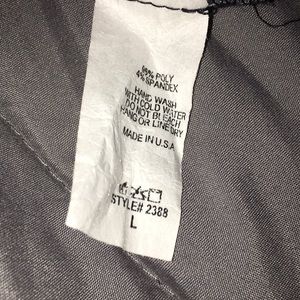 96% POLY
4% SPANDEX
HAND WASH
WITH COLD WATER
DO NOT BLEACH
HANG OR LINE DRY
MADE IN U.S.A
STYLE# 2388
L